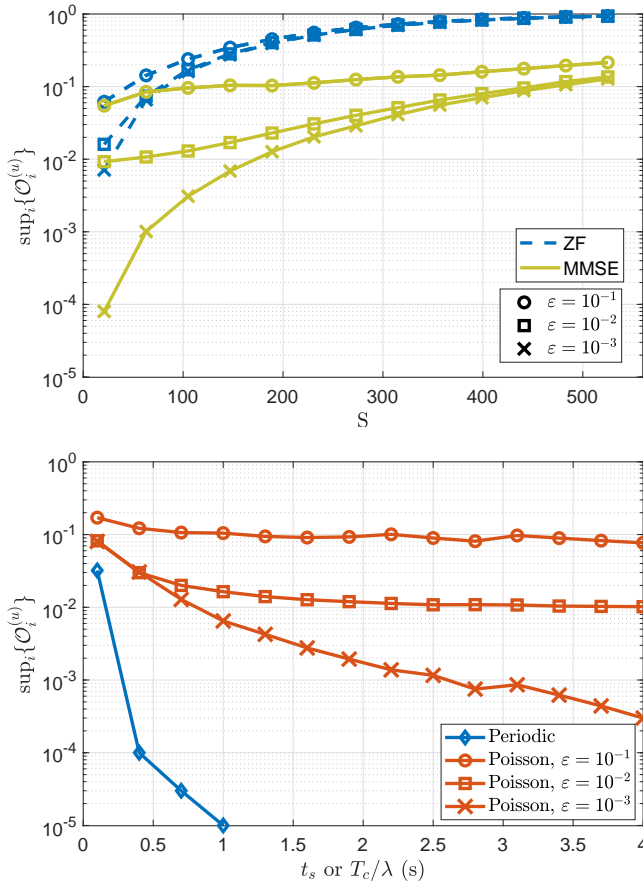 10^0
10^-1
10^-2
10^-3
10^-4
10^-5
sup_i{O_i^(u)}
ZF
MMSE
ε = 10^-1
ε = 10^-2
ε = 10^-3
0 100 200 300 400 500
S
10^0
10^-1
10^-2
10^-3
10^-4
10^-5
sup_i{O_i^(u)}
Periodic
Poisson, ε = 10^-1
Poisson, ε = 10^-2
Poisson, ε = 10^-3
0 0.5 1 1.5 2 2.5 3 3.5 4
t_s or T_c/λ (s)